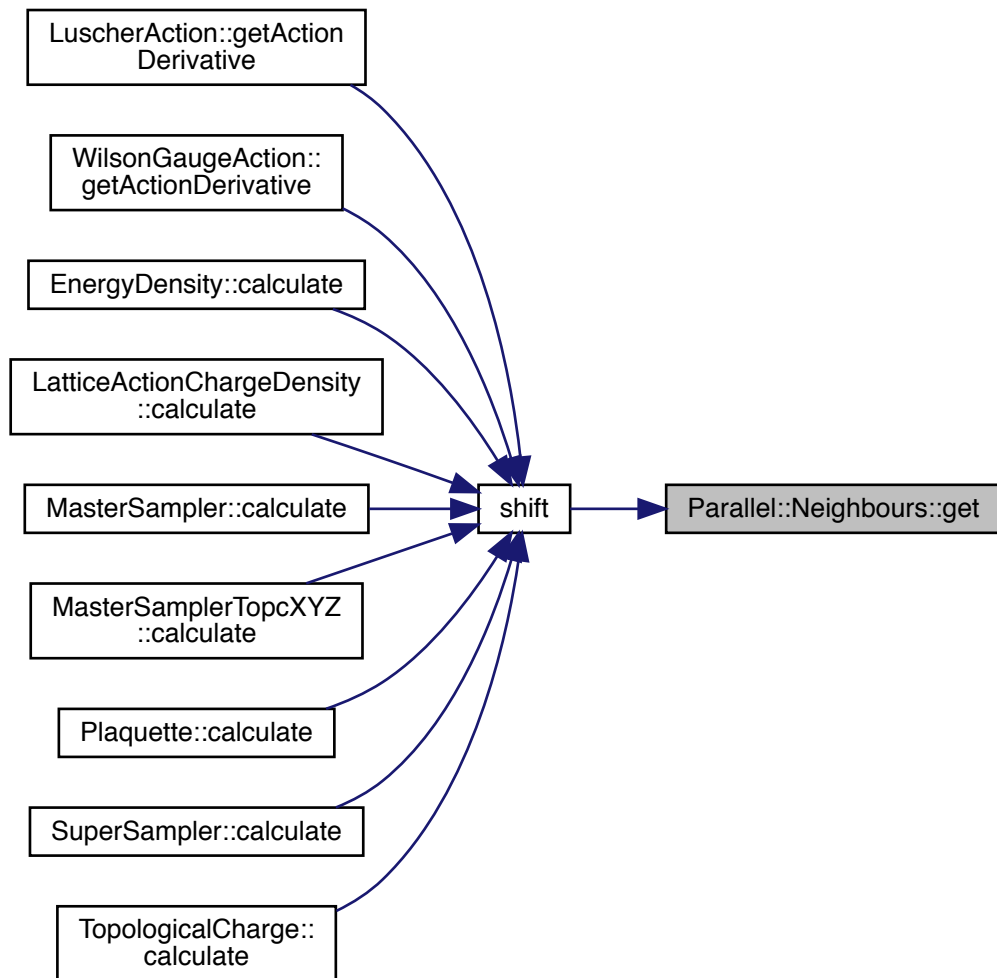 LuscherAction::getAction
Derivative
WilsonGaugeAction::
getActionDerivative
EnergyDensity::calculate
LatticeActionChargeDensity
::calculate
MasterSampler::calculate
shift
Parallel::Neighbours::get
MasterSamplerTopcXYZ
::calculate
Plaquette::calculate
SuperSampler::calculate
TopologicalCharge::
calculate